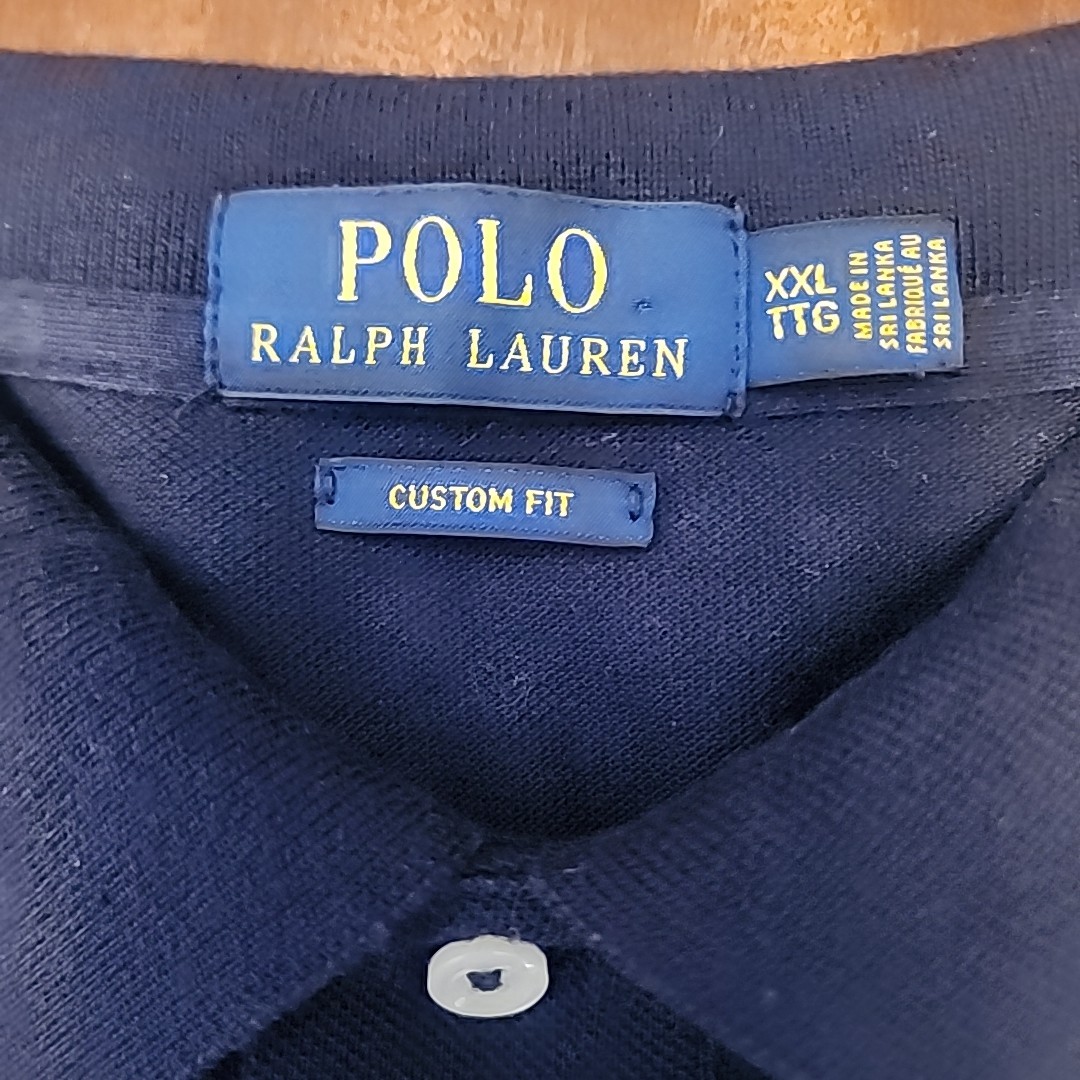 POLO
RALPH LAUREN
XXL
TTG
MADE IN
SRI LANKA
FABRIQUÉ AU
SRI LANKA
CUSTOM FIT